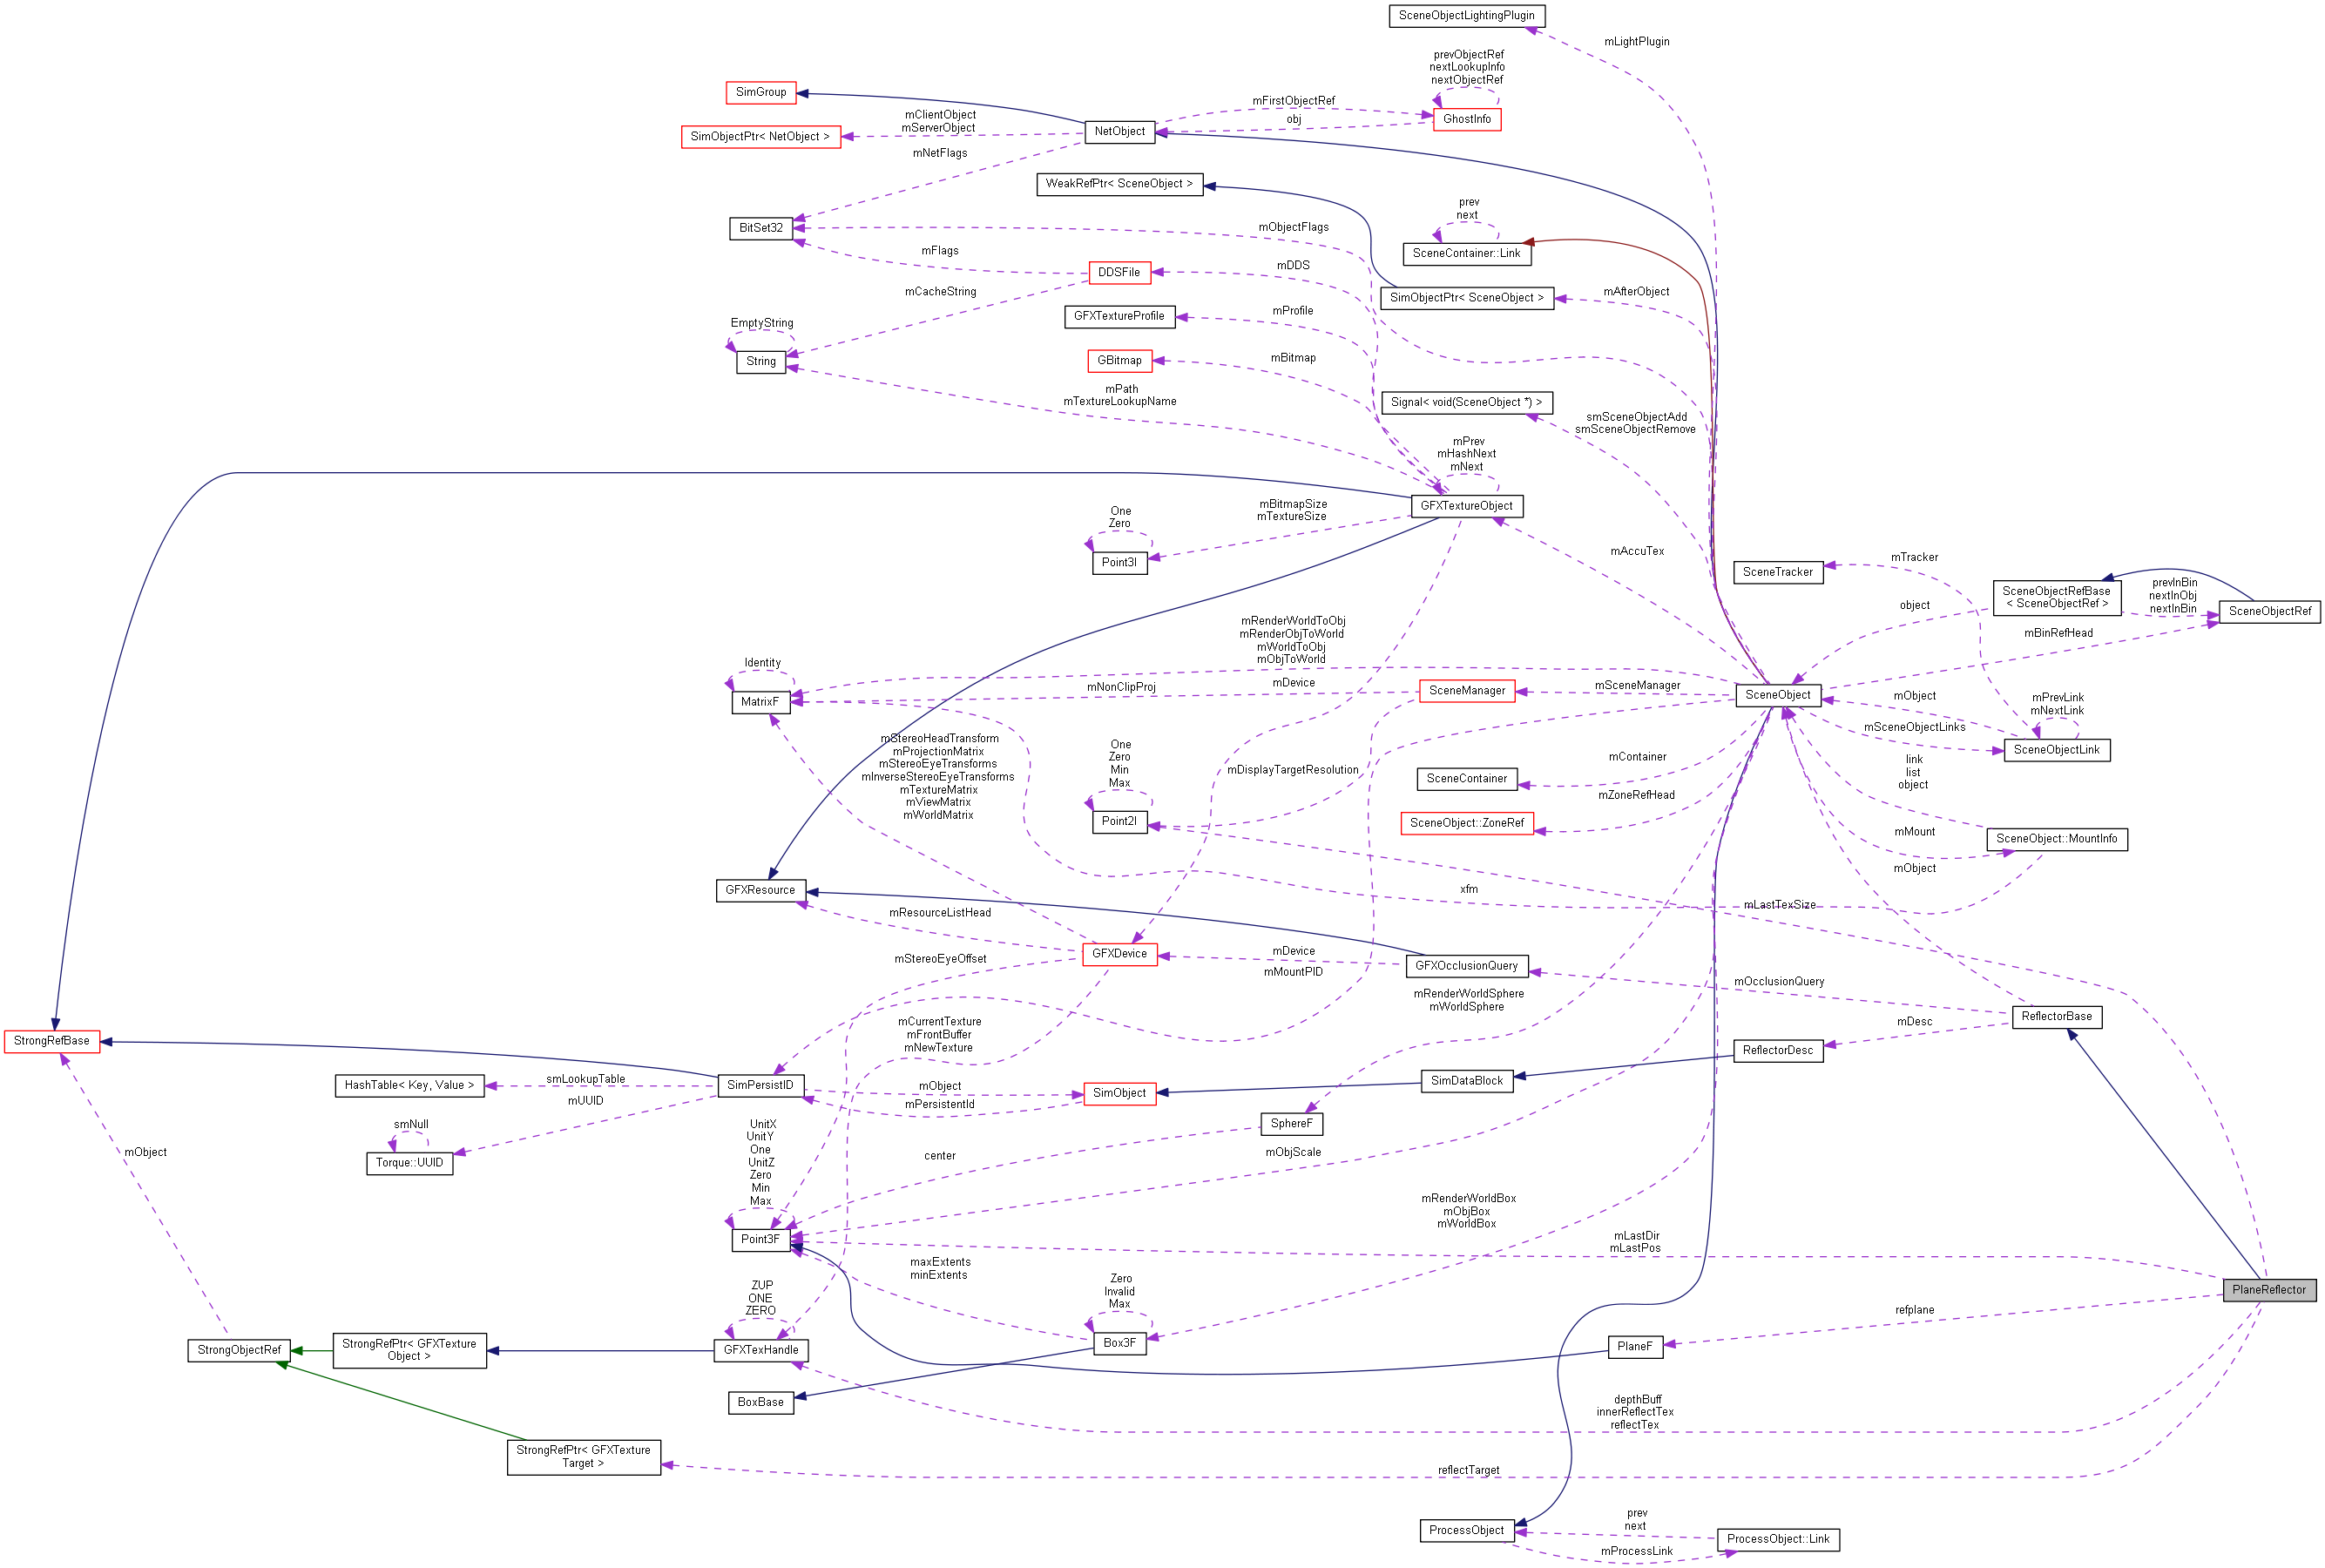 SceneObjectLightingPlugin
mLightPlugin
prevObjectRef
nextLookupInfo
nextObjectRef
SimGroup
mFirstObjectRef
GhostInfo
mClientObject
mServerObject
obj
NetObject
SimObjectPtr< NetObject >
mNetFlags
WeakRefPtr< SceneObject >
prev
next
BitSet32
mObjectFlags
SceneContainer::Link
mFlags
DDSFile
mDDS
mCacheString
SimObjectPtr< SceneObject >
mAfterObject
GFXTextureProfile
mProfile
EmptyString
String
GBitmap
mBitmap
mPath
mTextureLookupName
Signal< void(SceneObject *) >
smSceneObjectAdd
smSceneObjectRemove
mPrev
mHashNext
mNext
GFXTextureObject
mBitmapSize
mTextureSize
One
Zero
Point3I
mAccuTex
SceneTracker
mTracker
SceneObjectRefBase
< SceneObjectRef >
prevInBin
nextInObj
nextInBin
SceneObjectRef
object
mBinRefHead
mRenderWorldToObj
mRenderObjToWorld
mWorldToObj
mObjToWorld
Identity
MatrixF
mNonClipProj
mDevice
SceneManager
mSceneManager
SceneObject
mObject
mPrevLink
mNextLink
mSceneObjectLinks
SceneObjectLink
mStereoHeadTransform
mProjectionMatrix
mStereoEyeTransforms
mInverseStereoEyeTransforms
mTextureMatrix
mViewMatrix
mWorldMatrix
One
Zero
Min
Max
Point2I
mDisplayTargetResolution
SceneContainer
mContainer
link
list
object
mZoneRefHead
SceneObject::ZoneRef
mMount
SceneObject::MountInfo
mObject
GFXResource
xfm
mLastTexSize
mResourceListHead
GFXDevice
mStereoEyeOffset
mDevice
mMountPID
GFXOcclusionQuery
mOcclusionQuery
mRenderWorldSphere
mWorldSphere
ReflectorBase
mCurrentTexture
mFrontBuffer
mNewTexture
StrongRefBase
mDesc
ReflectorDesc
HashTable< Key, Value >
smLookupTable
mUUID
SimPersistID
mObject
mPersistentId
SimObject
SimDataBlock
smNull
Torque::UUID
UnitX
UnitY
One
UnitZ
Zero
Min
Max
Point3F
SphereF
center
mObjScale
mObject
mRenderWorldBox
mObjBox
mWorldBox
mLastDir
mLastPos
maxExtents
minExtents
Zero
Invalid
Max
Box3F
PlaneReflector
refplane
PlaneF
ZUP
ONE
ZERO
GFXTexHandle
StrongObjectRef
StrongRefPtr< GFXTexture
Object >
BoxBase
depthBuff
innerReflectTex
reflectTex
StrongRefPtr< GFXTexture
Target >
reflectTarget
ProcessObject
prev
next
mProcessLink
ProcessObject::Link